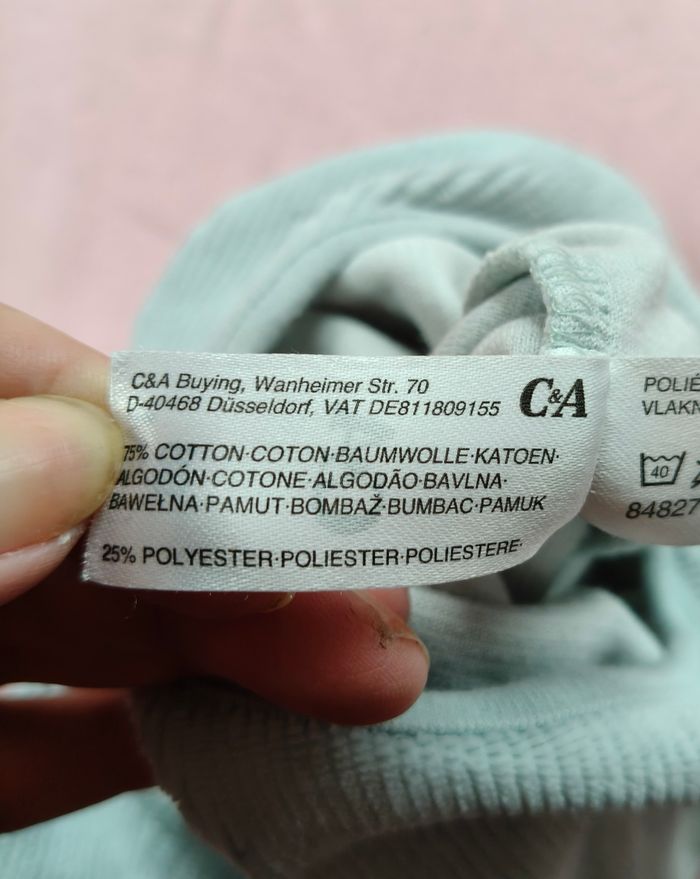 C&A Buying, Wanheimer Str. 70
D-40468 Düsseldorf, VAT DE811809155
C&A
75% COTTON·COTON·BAUMWOLLE·KATOEN·
ALGODÓN·COTONE·ALGODÃO·BAVLNA·
BAWEŁNA·PAMUT·BOMBAŽ·BUMBAC·PAMUK
25% POLYESTER·POLIESTER·POLIESTERE·
POLIÉ
VLAKN
40
84827